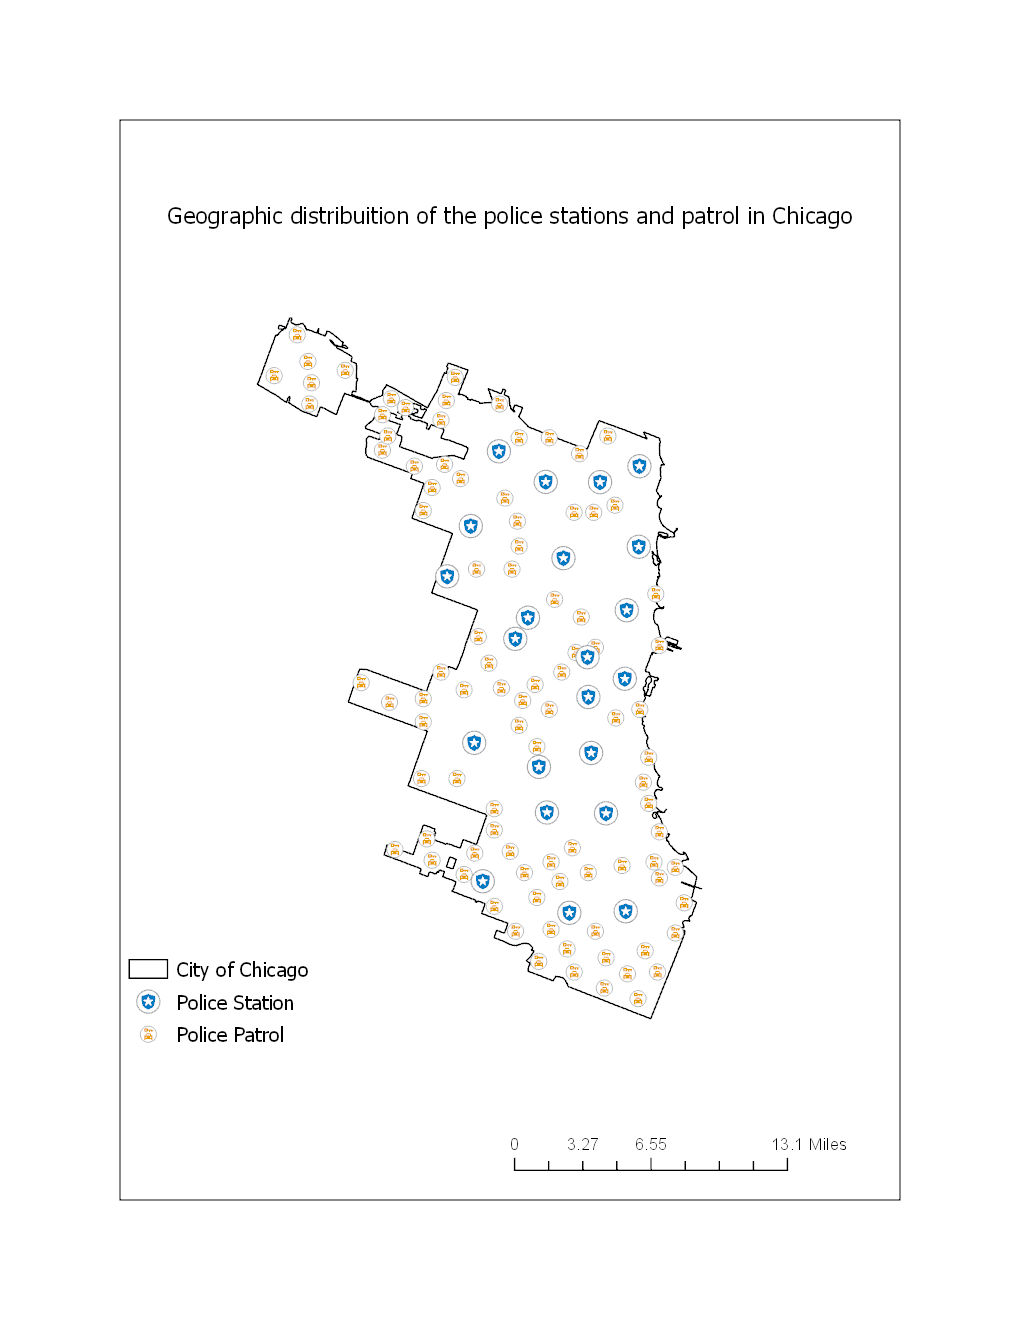 Geographic distribuition of the police stations and patrol in Chicago
City of Chicago
Police Station
Police Patrol
0 3.27 6.55 13.1 Miles